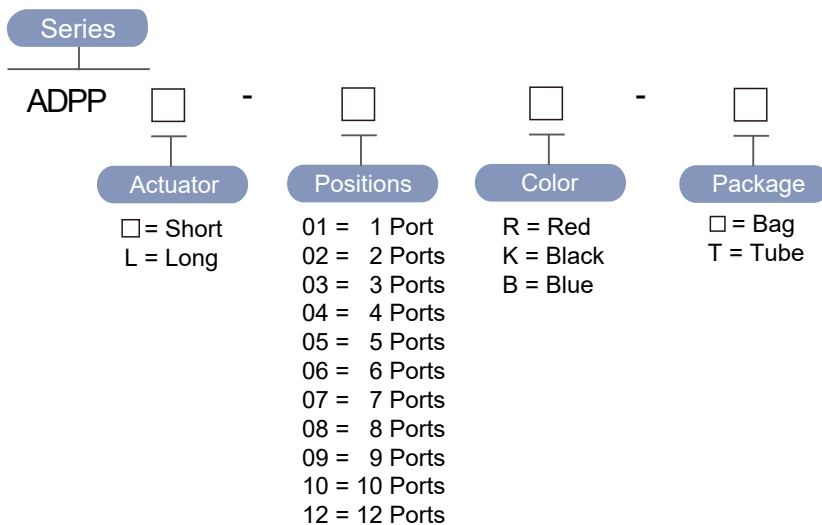 Series
ADPP □ - □ □ - □
Actuator Positions Color Package
□ = Short
L = Long
01 = 1 Port
02 = 2 Ports
03 = 3 Ports
04 = 4 Ports
05 = 5 Ports
06 = 6 Ports
07 = 7 Ports
08 = 8 Ports
09 = 9 Ports
10 = 10 Ports
12 = 12 Ports
R = Red
K = Black
B = Blue
□ = Bag
T = Tube